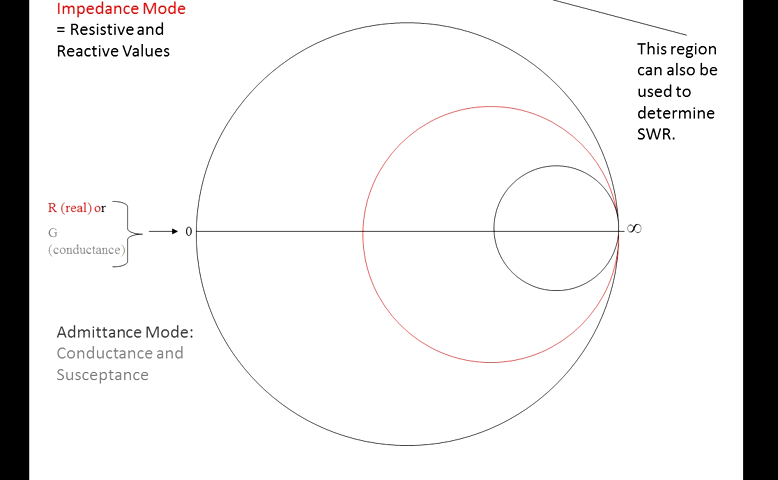 Impedance Mode
= Resistive and
Reactive Values
This region
can also be
used to
determine
SWR.
R (real) or
G
(conductance)
0
∞
Admittance Mode:
Conductance and
Susceptance